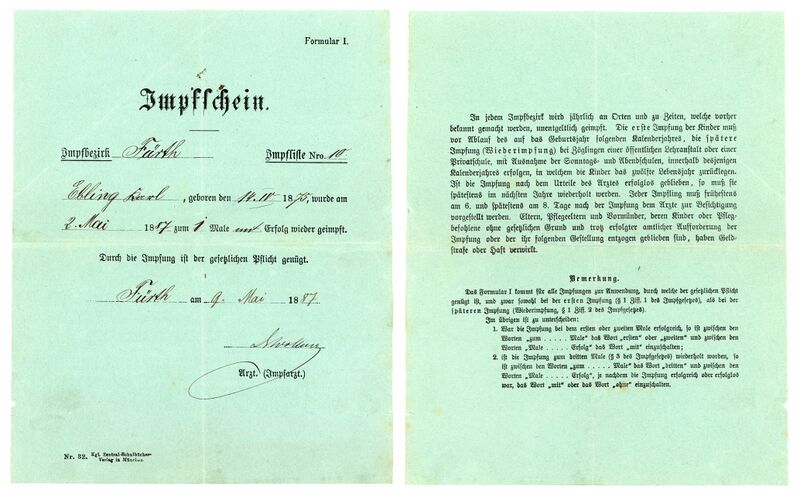 Formular I.
Impfschein.
Impfbezirk Fürth Impfliste Nro. 10
Ebling Karl, geboren den 14. IV 1875, wurde am
2. Mai 1887 zum 1 Male mit Erfolg wieder geimpft.
Durch die Impfung ist der gesetzlichen Pflicht genügt.
Fürth am 9. Mai 1887
Arzt. (Impfarzt.)
Nr. 32. Kgl. Zentral-Schulbücher-
Verlag in München.
In jedem Impfbezirk wird jährlich an Orten und zu Zeiten, welche vorher
bekannt gemacht werden, unentgeltlich geimpft. Die erste Impfung der Kinder muß
vor Ablauf des auf das Geburtsjahr folgenden Kalenderjahres, die spätere
Impfung (Wiederimpfung) bei Zöglingen einer öffentlichen Lehranstalt oder einer
Privatschule, mit Ausnahme der Sonntags- und Abendschulen, innerhalb desjenigen
Kalenderjahres erfolgen, in welchem die Kinder das zwölfte Lebensjahr zurücklegen.
Ist die Impfung nach dem Urteile des Arztes erfolglos geblieben, so muß sie
spätestens im nächsten Jahre wiederholt werden. Jeder Impfling muß frühestens
am 6. und spätestens am 8. Tage nach der Impfung dem Arzte zur Besichtigung
vorgestellt werden. Eltern, Pflegeeltern und Vormünder, deren Kinder oder Pfleg-
befohlene ohne gesetzlichen Grund und trotz erfolgter amtlicher Aufforderung der
Impfung oder der ihr folgenden Gestellung entzogen geblieben sind, haben Geld-
strafe oder Haft verwirkt.
Bemerkung.
Das Formular I kommt für alle Impfungen zur Anwendung, durch welche der gesetzlichen Pflicht
genügt ist, und zwar sowohl bei der ersten Impfung (§ 1 Ziff. 1 des Impfgesetzes), als bei der
späteren Impfung (Wiederimpfung, § 1 Ziff. 2 des Impfgesetzes).
Im übrigen ist zu unterscheiden:
1. War die Impfung bei dem ersten oder zweiten Male erfolgreich, so ist zwischen den
Worten „zum ..... Male“ das Wort „ersten“ oder „zweiten“ und zwischen den
Worten „Male ..... Erfolg“ das Wort „mit“ einzuschalten;
2. ist die Impfung zum dritten Male (§ 3 des Impfgesetzes) wiederholt worden, so
ist zwischen den Worten „zum ..... Male“ das Wort „dritten“ und zwischen den
Worten „Male ..... Erfolg“, je nachdem die Impfung erfolgreich oder erfolglos
war, das Wort „mit“ oder das Wort „ohne“ einzuschalten.